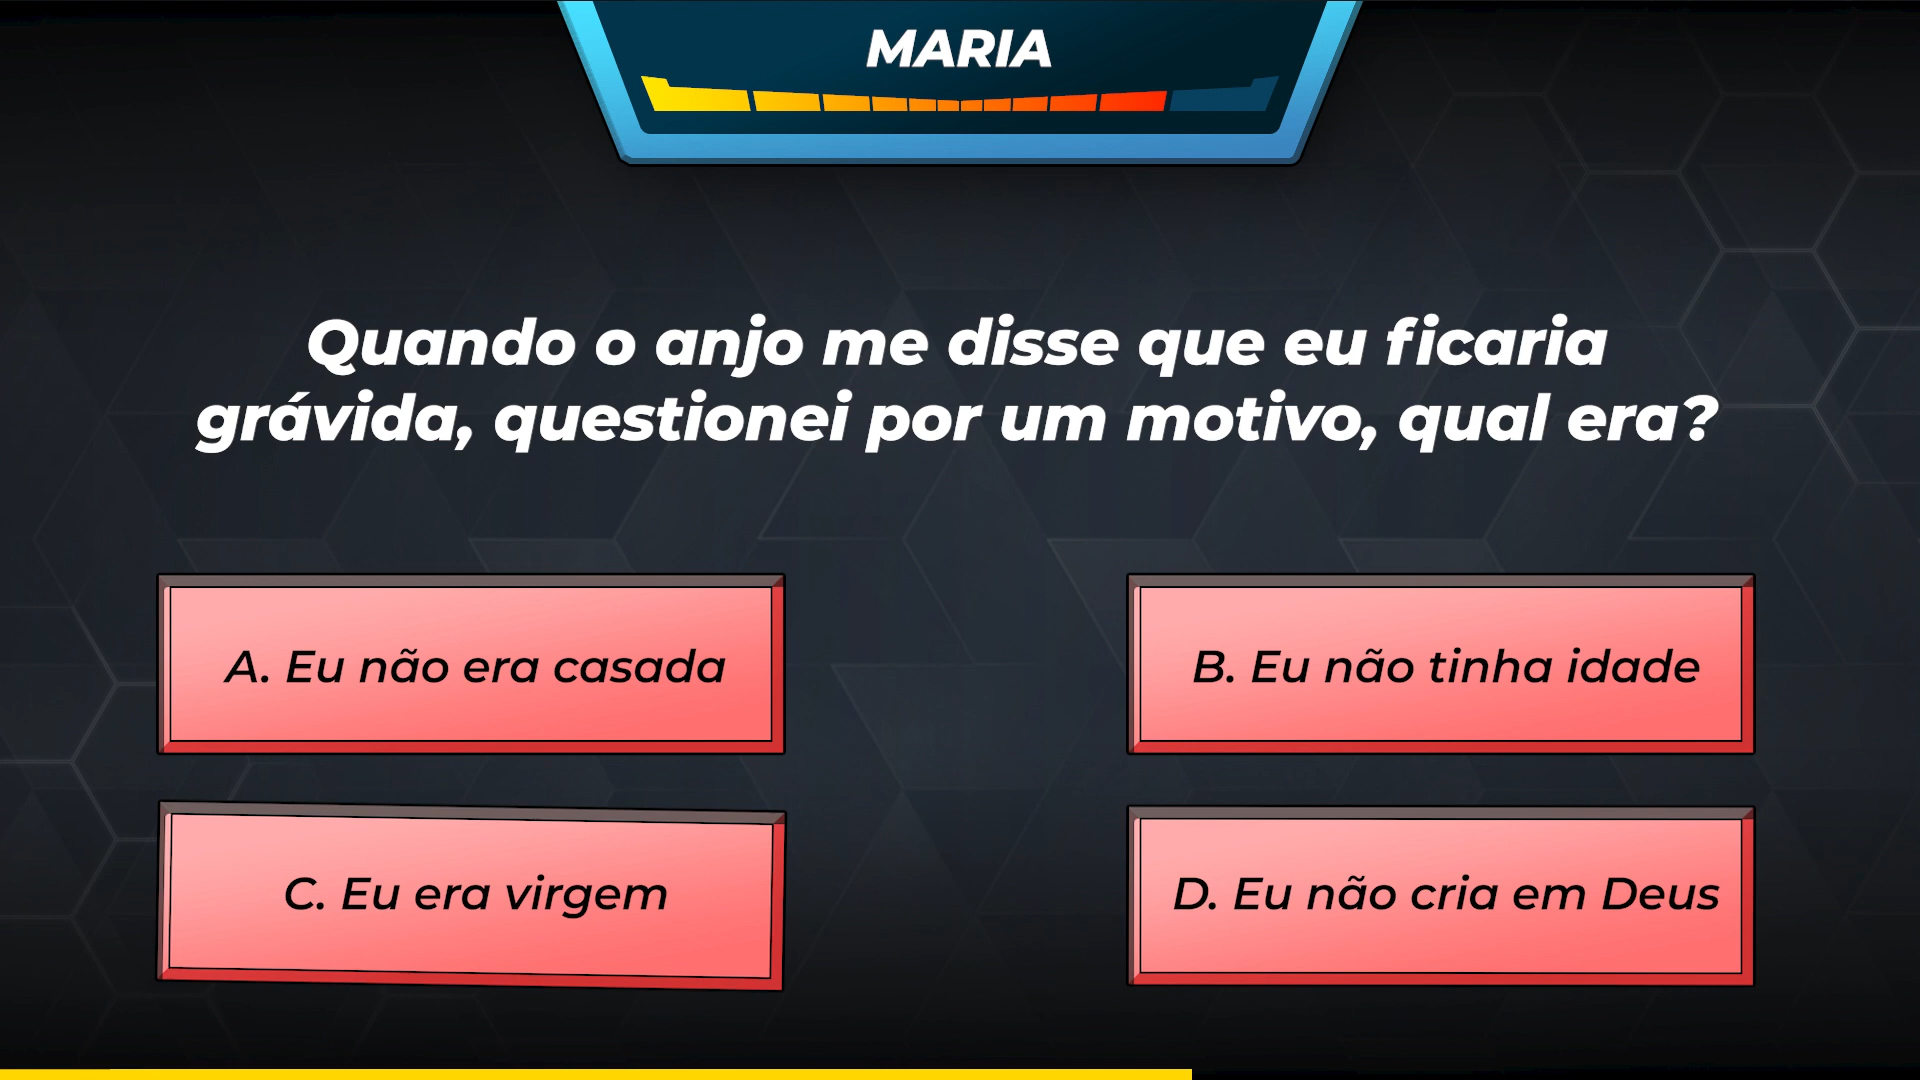 MARIA
Quando o anjo me disse que eu ficaria
grávida, questionei por um motivo, qual era?
A. Eu não era casada
B. Eu não tinha idade
C. Eu era virgem
D. Eu não cria em Deus